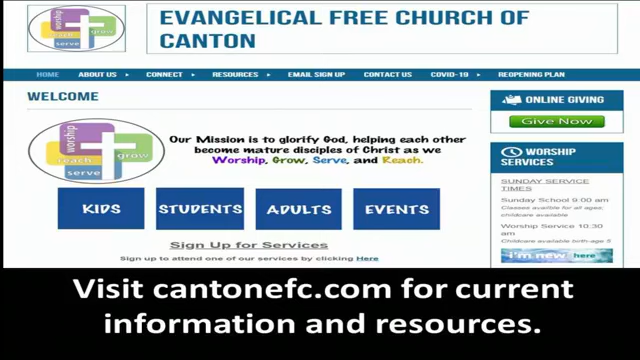 worship
reach
grow
serve
EVANGELICAL FREE CHURCH OF
CANTON
HOME ABOUT US CONNECT RESOURCES EMAIL SIGN UP CONTACT US COVID-19 REOPENING PLAN
WELCOME
worship
reach
grow
serve
Our Mission is to glorify God, helping each other
become mature disciples of Christ as we
Worship, Grow, Serve, and Reach.
KIDS STUDENTS ADULTS EVENTS
Sign Up for Services
Sign up to attend one of our services by clicking Here
ONLINE GIVING
Give Now
WORSHIP
SERVICES
SUNDAY SERVICE
TIMES
Sunday School 9:00 am
Classes availble for all ages;
childcare available
Worship Service 10:30
am
Childcare available birth-age 5
i'm new here
Visit cantonefc.com for current
information and resources.